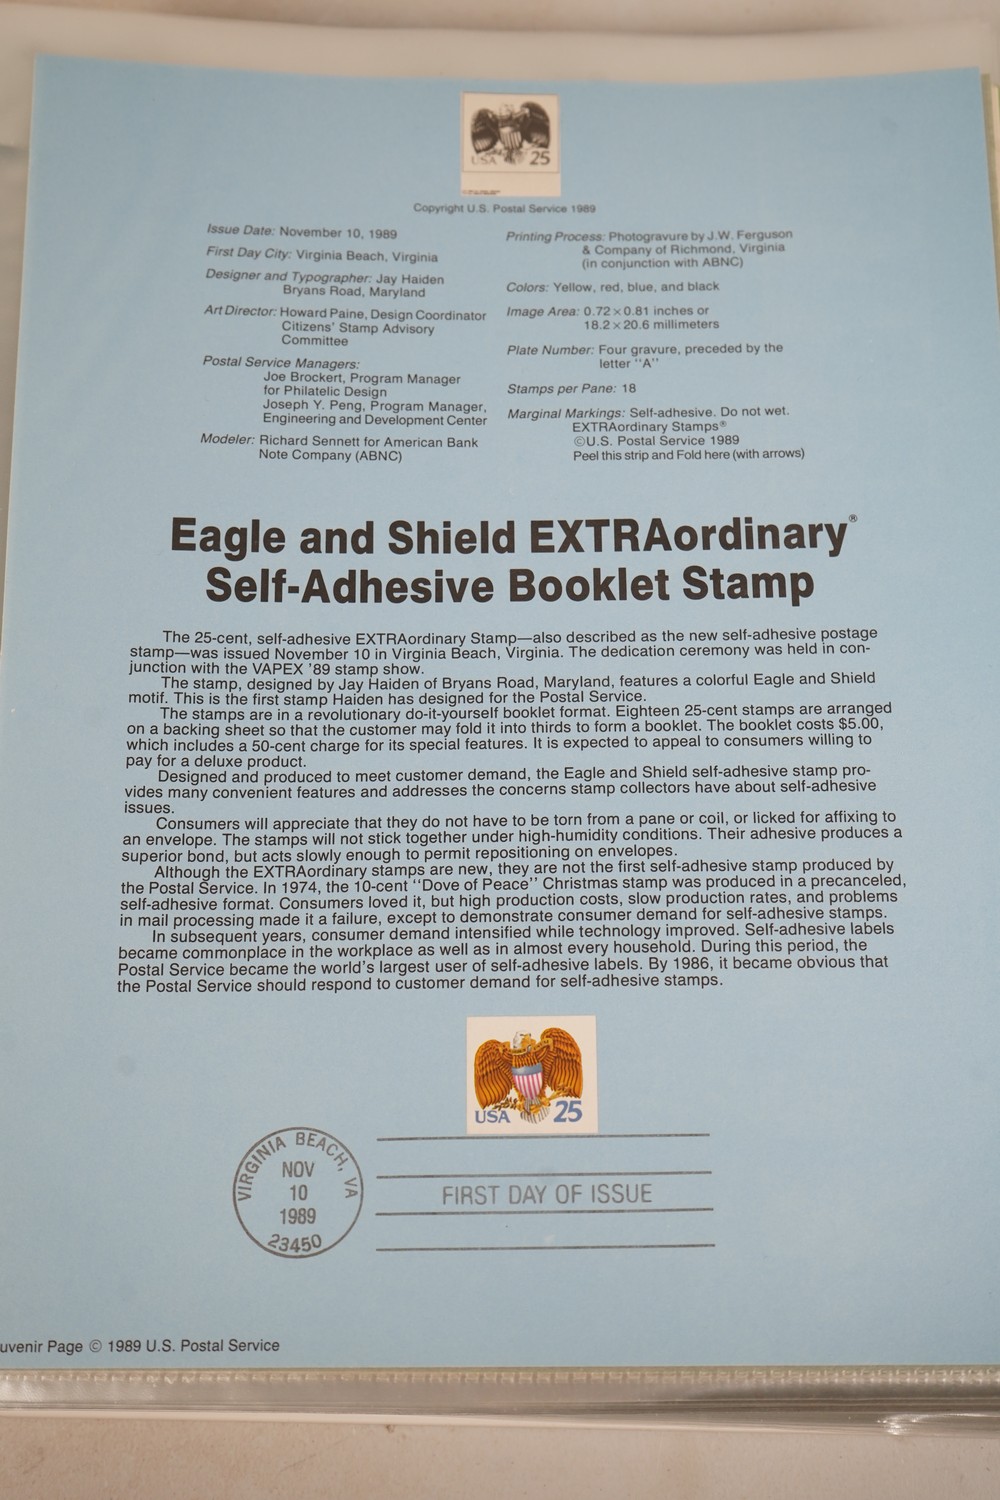 USA 25
Copyright U.S. Postal Service 1989
Issue Date: November 10, 1989
First Day City: Virginia Beach, Virginia
Designer and Typographer: Jay Haiden
Bryans Road, Maryland
Art Director: Howard Paine, Design Coordinator
Citizens' Stamp Advisory
Committee
Postal Service Managers:
Joe Brockert, Program Manager
for Philatelic Design
Joseph Y. Peng, Program Manager,
Engineering and Development Center
Modeler: Richard Sennett for American Bank
Note Company (ABNC)
Printing Process: Photogravure by J.W. Ferguson
& Company of Richmond, Virginia
(in conjunction with ABNC)
Colors: Yellow, red, blue, and black
Image Area: 0.72 × 0.81 inches or
18.2 × 20.6 millimeters
Plate Number: Four gravure, preceded by the
letter "A"
Stamps per Pane: 18
Marginal Markings: Self-adhesive. Do not wet.
EXTRAordinary Stamps®
©U.S. Postal Service 1989
Peel this strip and Fold here (with arrows)
Eagle and Shield EXTRAordinary®
Self-Adhesive Booklet Stamp
The 25-cent, self-adhesive EXTRAordinary Stamp—also described as the new self-adhesive postage
stamp—was issued November 10 in Virginia Beach, Virginia. The dedication ceremony was held in con-
junction with the VAPEX '89 stamp show.
The stamp, designed by Jay Haiden of Bryans Road, Maryland, features a colorful Eagle and Shield
motif. This is the first stamp Haiden has designed for the Postal Service.
The stamps are in a revolutionary do-it-yourself booklet format. Eighteen 25-cent stamps are arranged
on a backing sheet so that the customer may fold it into thirds to form a booklet. The booklet costs $5.00,
which includes a 50-cent charge for its special features. It is expected to appeal to consumers willing to
pay for a deluxe product.
Designed and produced to meet customer demand, the Eagle and Shield self-adhesive stamp pro-
vides many convenient features and addresses the concerns stamp collectors have about self-adhesive
issues.
Consumers will appreciate that they do not have to be torn from a pane or coil, or licked for affixing to
an envelope. The stamps will not stick together under high-humidity conditions. Their adhesive produces a
superior bond, but acts slowly enough to permit repositioning on envelopes.
Although the EXTRAordinary stamps are new, they are not the first self-adhesive stamp produced by
the Postal Service. In 1974, the 10-cent "Dove of Peace" Christmas stamp was produced in a precanceled,
self-adhesive format. Consumers loved it, but high production costs, slow production rates, and problems
in mail processing made it a failure, except to demonstrate consumer demand for self-adhesive stamps.
In subsequent years, consumer demand intensified while technology improved. Self-adhesive labels
became commonplace in the workplace as well as in almost every household. During this period, the
Postal Service became the world's largest user of self-adhesive labels. By 1986, it became obvious that
the Postal Service should respond to customer demand for self-adhesive stamps.
USA 25
VIRGINIA BEACH, VA
NOV
10
1989
23450
FIRST DAY OF ISSUE
uvenir Page © 1989 U.S. Postal Service